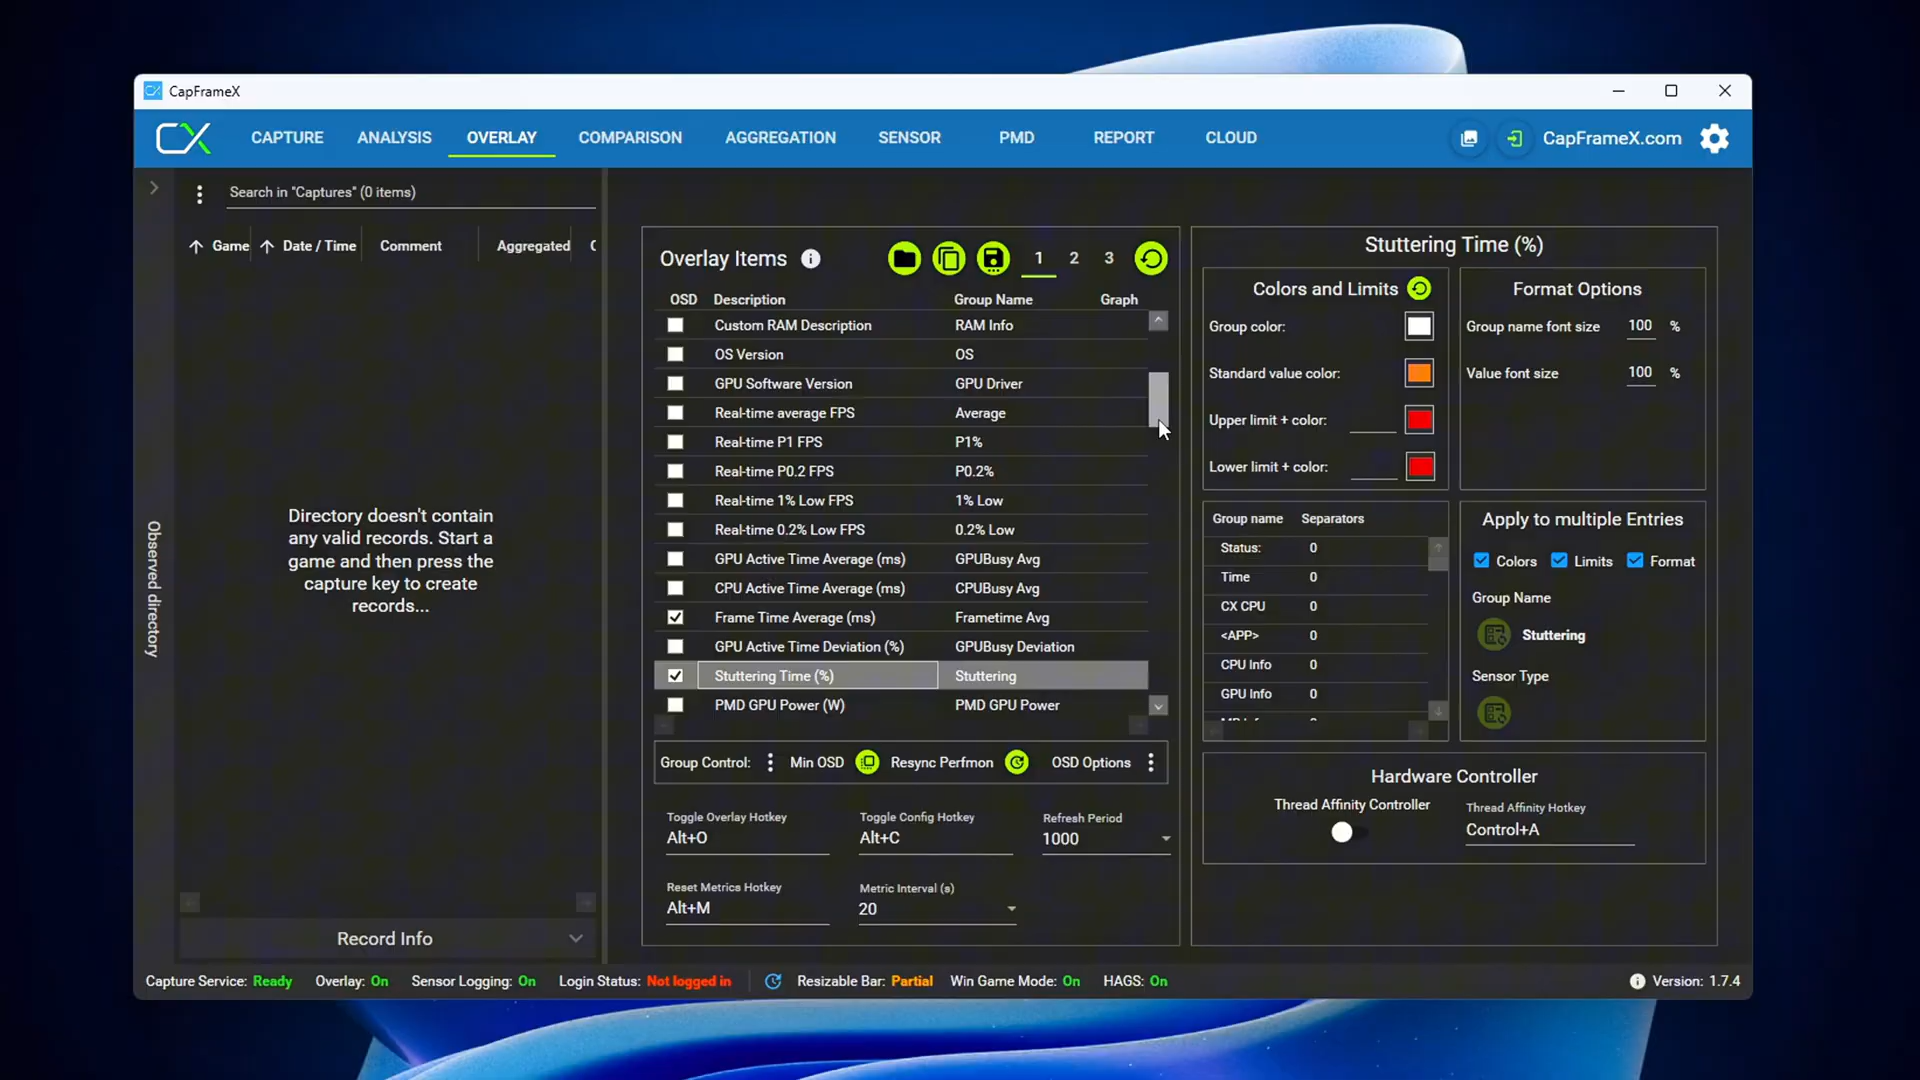 CapFrameX
CX CAPTURE ANALYSIS OVERLAY COMPARISON AGGREGATION SENSOR PMD REPORT CLOUD CapFrameX.com
Search in "Captures" (0 items)
Game Date / Time Comment Aggregated
Directory doesn't contain
any valid records. Start a
game and then press the
capture key to create
records...
Observed directory
Record Info
Overlay Items 1 2 3
OSD Description Group Name Graph
Custom RAM Description RAM Info
OS Version OS
GPU Software Version GPU Driver
Real-time average FPS Average
Real-time P1 FPS P1%
Real-time P0.2 FPS P0.2%
Real-time 1% Low FPS 1% Low
Real-time 0.2% Low FPS 0.2% Low
GPU Active Time Average (ms) GPUBusy Avg
CPU Active Time Average (ms) CPUBusy Avg
Frame Time Average (ms) Frametime Avg
GPU Active Time Deviation (%) GPUBusy Deviation
Stuttering Time (%) Stuttering
PMD GPU Power (W) PMD GPU Power
Group Control: Min OSD Resync Perfmon OSD Options
Toggle Overlay Hotkey Toggle Config Hotkey Refresh Period
Alt+O Alt+C 1000
Reset Metrics Hotkey Metric Interval (s)
Alt+M 20
Stuttering Time (%)
Colors and Limits
Group color:
Standard value color:
Upper limit + color:
Lower limit + color:
Format Options
Group name font size 100 %
Value font size 100 %
Group name Separators
Status: 0
Time 0
CX CPU 0
<APP> 0
CPU Info 0
GPU Info 0
Apply to multiple Entries
Colors Limits Format
Group Name
Stuttering
Sensor Type
Hardware Controller
Thread Affinity Controller Thread Affinity Hotkey
Control+A
Capture Service: Ready Overlay: On Sensor Logging: On Login Status: Not logged in Resizable Bar: Partial Win Game Mode: On HAGS: On Version: 1.7.4